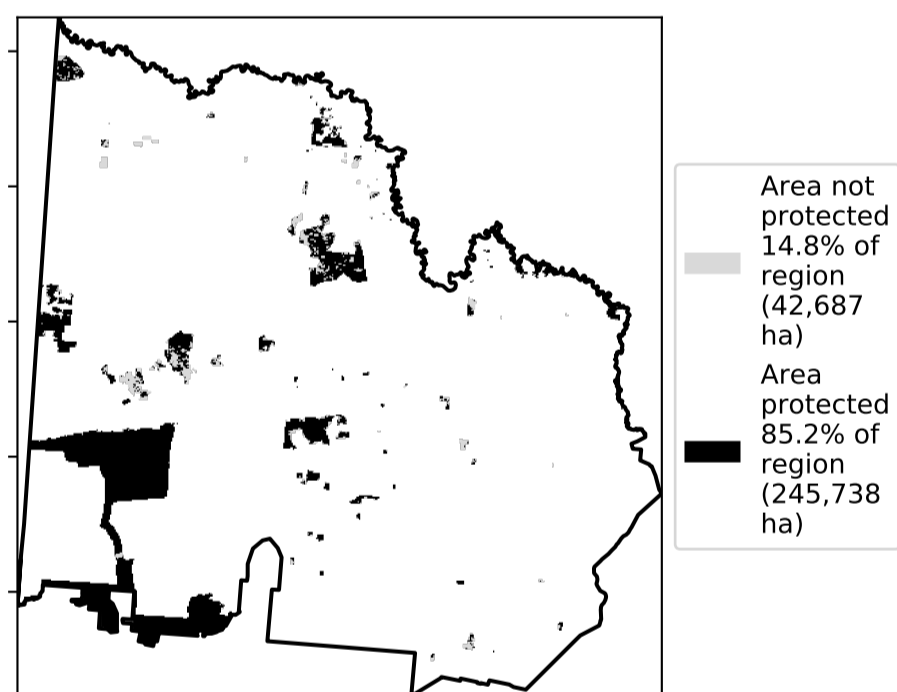 Area not
protected
14.8% of
region
(42,687
ha)
Area
protected
85.2% of
region
(245,738
ha)